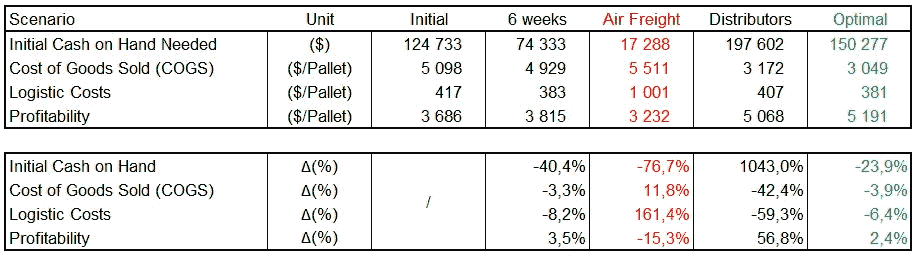 Scenario Unit Initial 6 weeks Air Freight Distributors Optimal
Initial Cash on Hand Needed ($) 124 733 74 333 17 288 197 602 150 277
Cost of Goods Sold (COGS) ($/Pallet) 5 098 4 929 5 511 3 172 3 049
Logistic Costs ($/Pallet) 417 383 1 001 407 381
Profitability ($/Pallet) 3 686 3 815 3 232 5 068 5 191
Initial Cash on Hand Δ(%) / -40,4% -76,7% 1043,0% -23,9%
Cost of Goods Sold (COGS) Δ(%) -3,3% 11,8% -42,4% -3,9%
Logistic Costs Δ(%) -8,2% 161,4% -59,3% -6,4%
Profitability Δ(%) 3,5% -15,3% 56,8% 2,4%